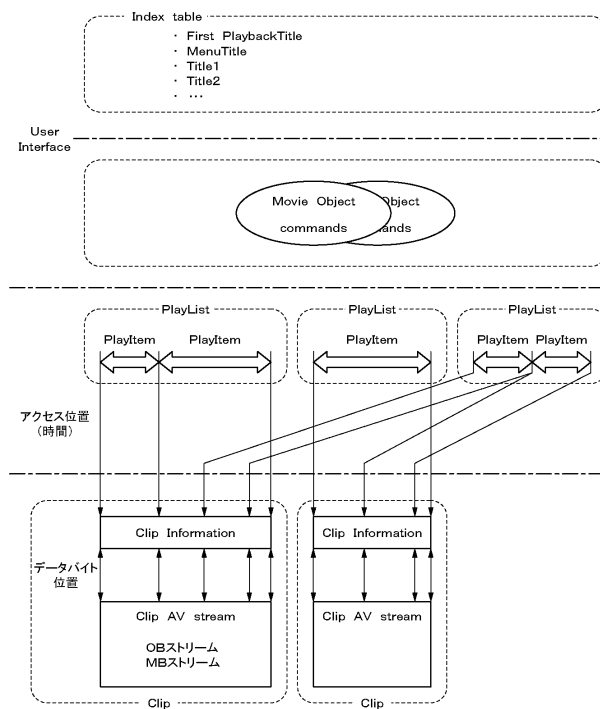 Index table
・ First PlaybackTitle
・ MenuTitle
・ Title1
・ Title2
・ …
User
Interface
Movie Object
commands
Object
ands
PlayList
PlayList
PlayList
PlayItem
PlayItem
PlayItem
PlayItem
PlayItem
アクセス位置
（時間）
Clip Information
Clip Information
データバイト
位置
Clip AV stream
OBストリーム
MBストリーム
Clip AV stream
Clip
Clip